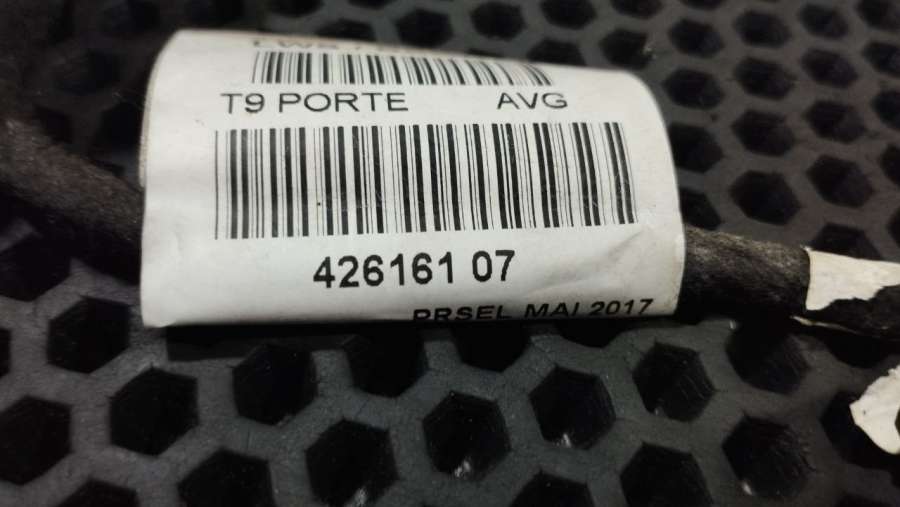 T9 PORTE AVG
426161 07
PRSEL MAI 2017